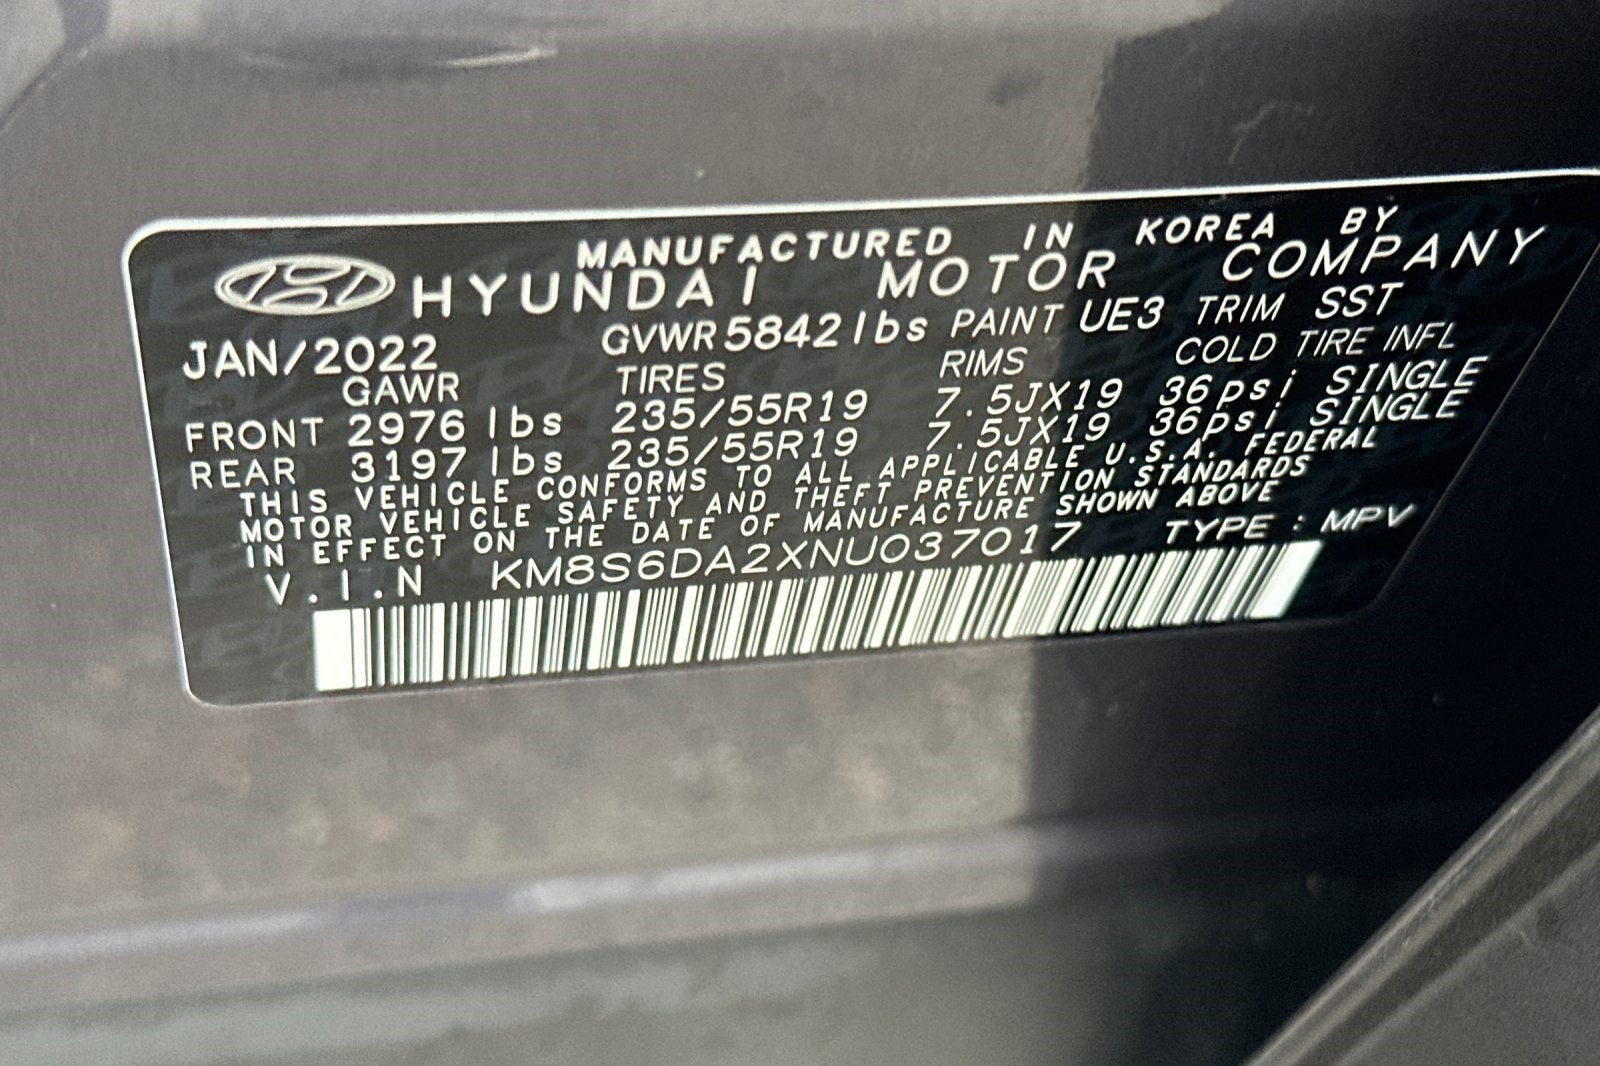 MANUFACTURED IN KOREA BY
HYUNDAI MOTOR COMPANY
JAN/2022 GVWR 5842 lbs PAINT UE3 TRIM SST
GAWR TIRES RIMS COLD TIRE INFL
FRONT 2976 lbs 235/55R19 7.5JX19 36psi SINGLE
REAR 3197 lbs 235/55R19 7.5JX19 36psi SINGLE
THIS VEHICLE CONFORMS TO ALL APPLICABLE U.S.A. FEDERAL
MOTOR VEHICLE SAFETY AND THEFT PREVENTION STANDARDS
IN EFFECT ON THE DATE OF MANUFACTURE SHOWN ABOVE
V.I.N KM8S6DA2XNU037017 TYPE : MPV